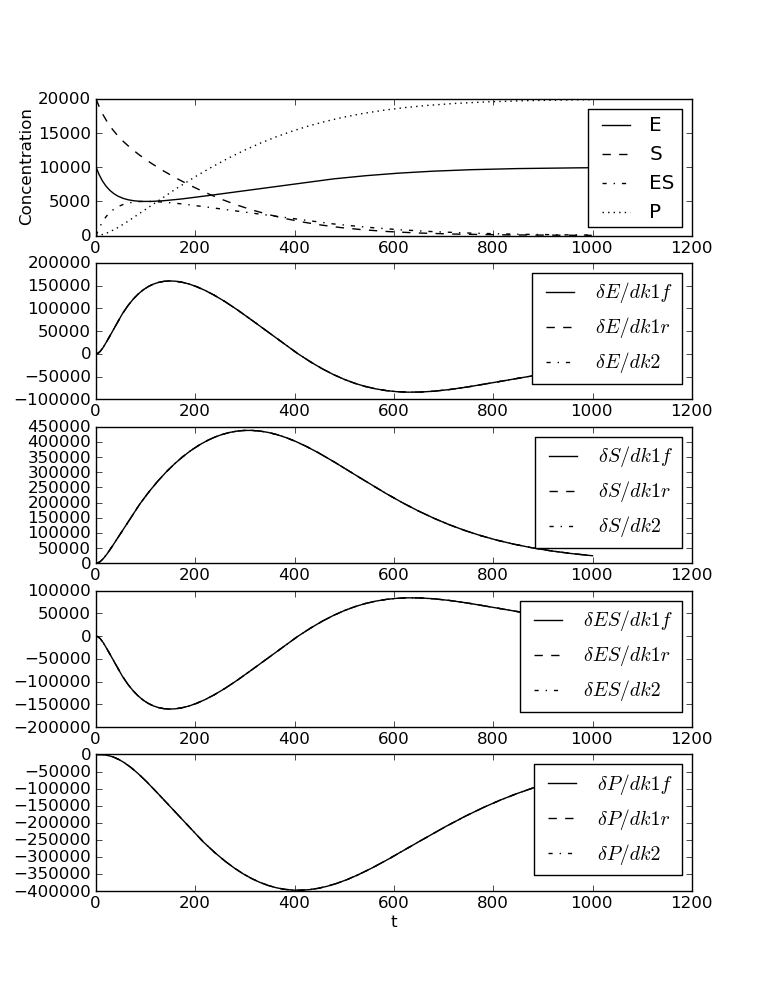 20000
15000
10000
5000
0
Concentration
E
S
ES
P
0 200 400 600 800 1000 1200
200000
150000
100000
50000
0
−50000
−100000
δE/dk1f
δE/dk1r
δE/dk2
0 200 400 600 800 1000 1200
450000
400000
350000
300000
250000
200000
150000
100000
50000
0
δS/dk1f
δS/dk1r
δS/dk2
0 200 400 600 800 1000 1200
100000
50000
0
−50000
−100000
−150000
−200000
δES/dk1f
δES/dk1r
δES/dk2
0 200 400 600 800 1000 1200
0
−50000
−100000
−150000
−200000
−250000
−300000
−350000
−400000
δP/dk1f
δP/dk1r
δP/dk2
0 200 400 600 800 1000 1200
t